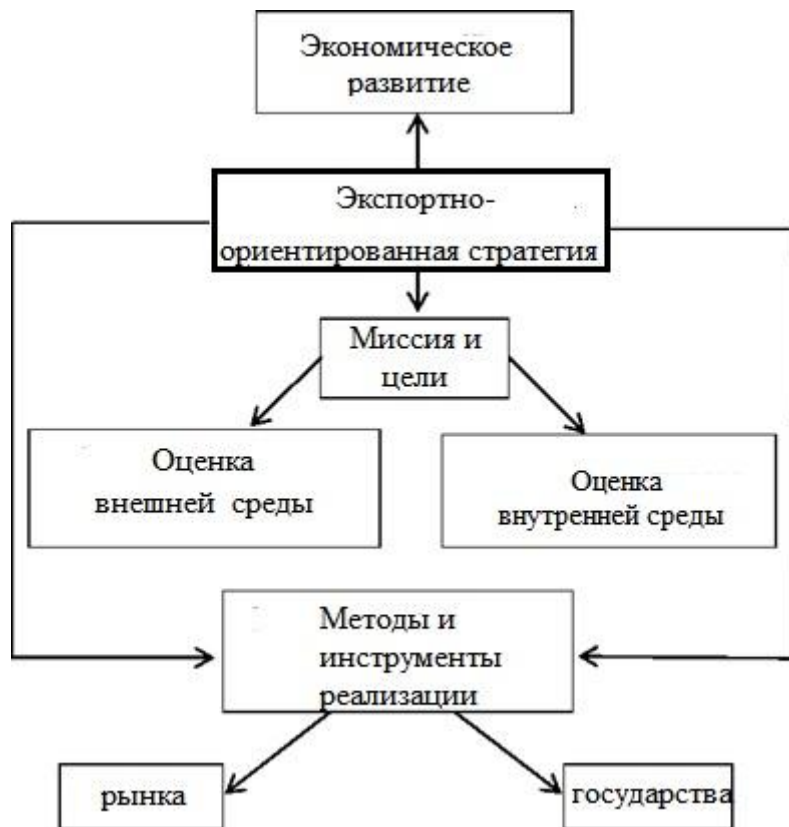 Экономическое
развитие
Экспортно-
ориентированная стратегия
Миссия и
цели
Оценка
внешней среды
Оценка
внутренней среды
Методы и
инструменты
реализации
рынка
государства